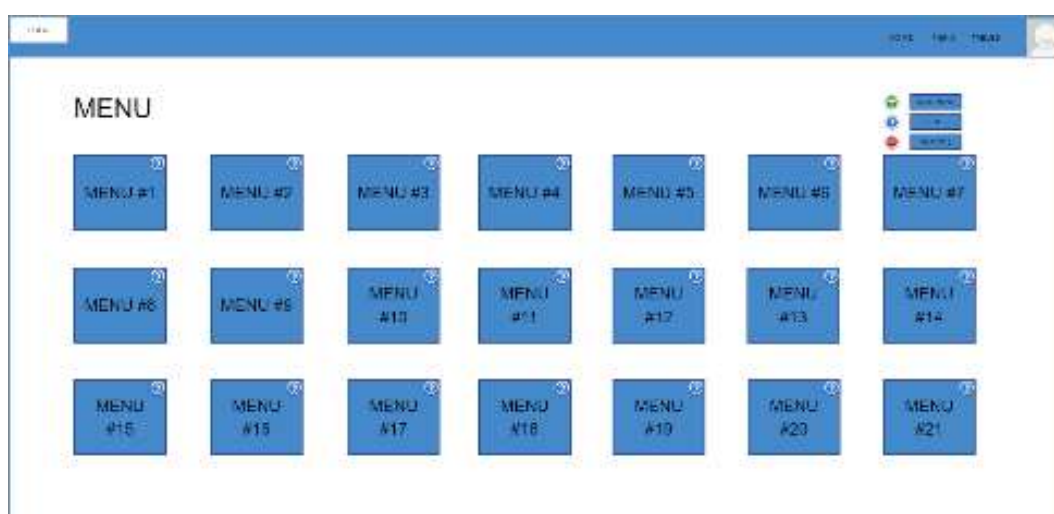 HOME
MENU
MENU #1
MENU #2
MENU #3
MENU #4
MENU #5
MENU #6
MENU #7
MENU #8
MENU #9
MENU
#10
MENU
#11
MENU
#12
MENU
#13
MENU
#14
MENU
#15
MENU
#16
MENU
#17
MENU
#18
MENU
#19
MENU
#20
MENU
#21